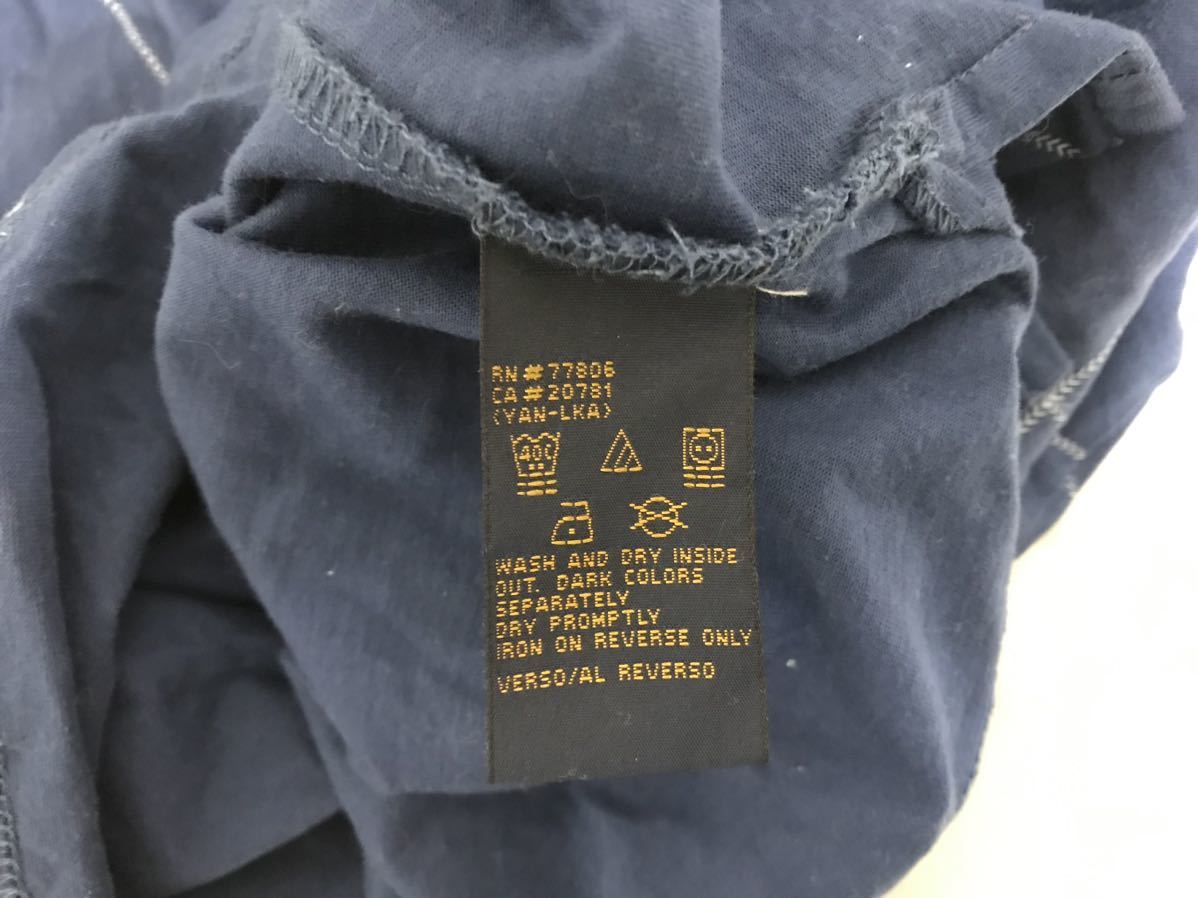 RN#77806
CA#20781
(YAN-LKA)
40C
WASH AND DRY INSIDE
OUT. DARK COLORS
SEPARATELY
DRY PROMPTLY
IRON ON REVERSE ONLY
VERSO/AL REVERSO